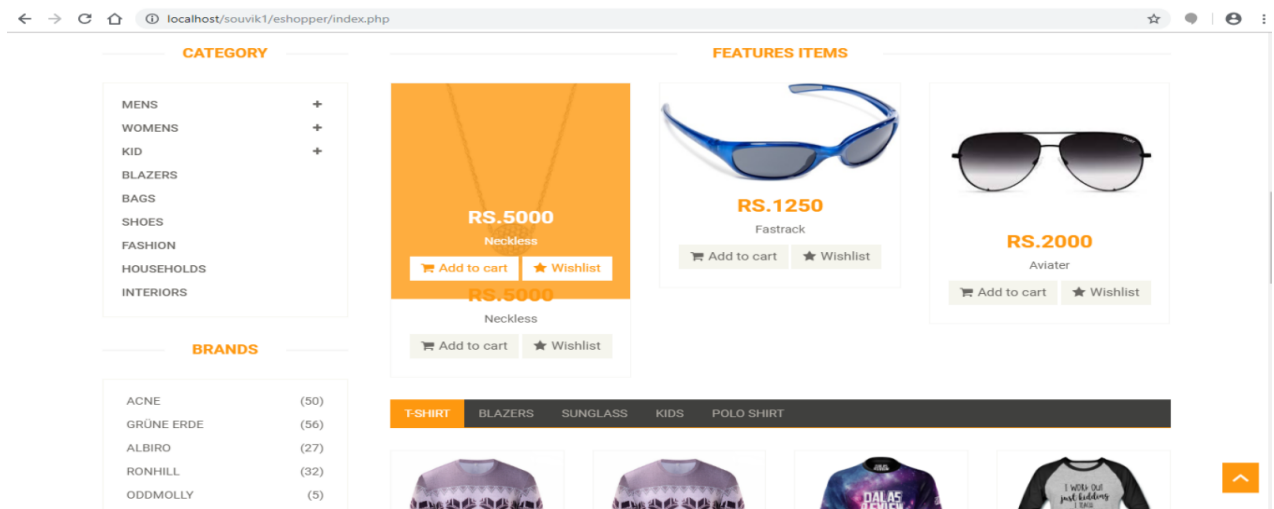 localhost/souvik1/eshopper/index.php
CATEGORY
MENS +
WOMENS +
KID +
BLAZERS
BAGS
SHOES
FASHION
HOUSEHOLDS
INTERIORS
BRANDS
ACNE (50)
GRÜNE ERDE (56)
ALBIRO (27)
RONHILL (32)
ODDMOLLY (5)
FEATURES ITEMS
RS.5000
Neckless
Add to cart Wishlist
RS.5000
Neckless
Add to cart Wishlist
RS.1250
Fastrack
Add to cart Wishlist
RS.2000
Aviater
Add to cart Wishlist
T-SHIRT BLAZERS SUNGLASS KIDS POLO SHIRT
DALAS
I WORK OUT
just kidding